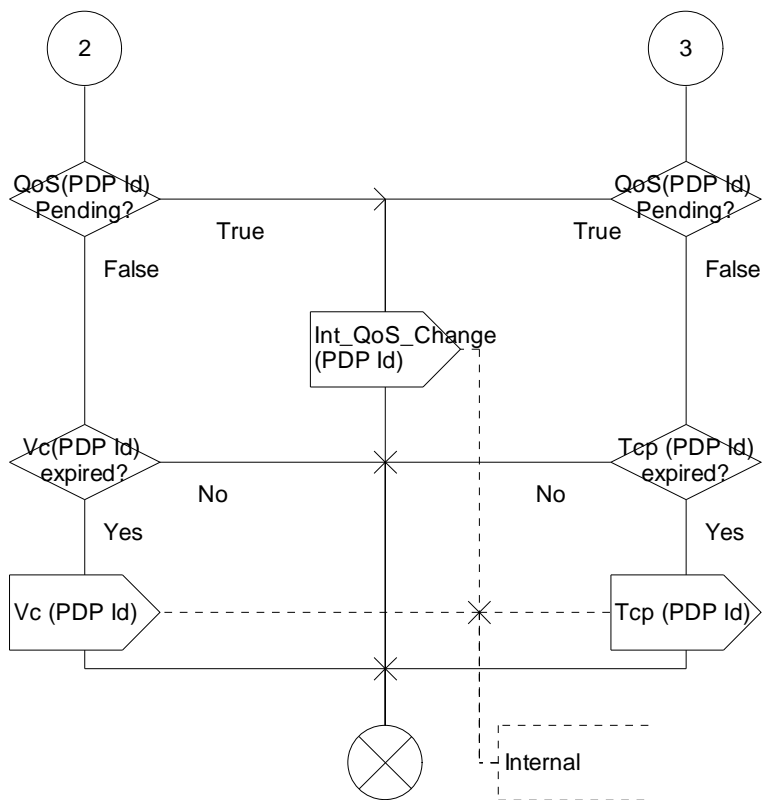 2
3
QoS(PDP Id)
Pending?
QoS(PDP Id)
Pending?
True
True
False
False
Int_QoS_Change
(PDP Id)
Vc(PDP Id)
expired?
Tcp (PDP Id)
expired?
No
No
Yes
Yes
Vc (PDP Id)
Tcp (PDP Id)
Internal